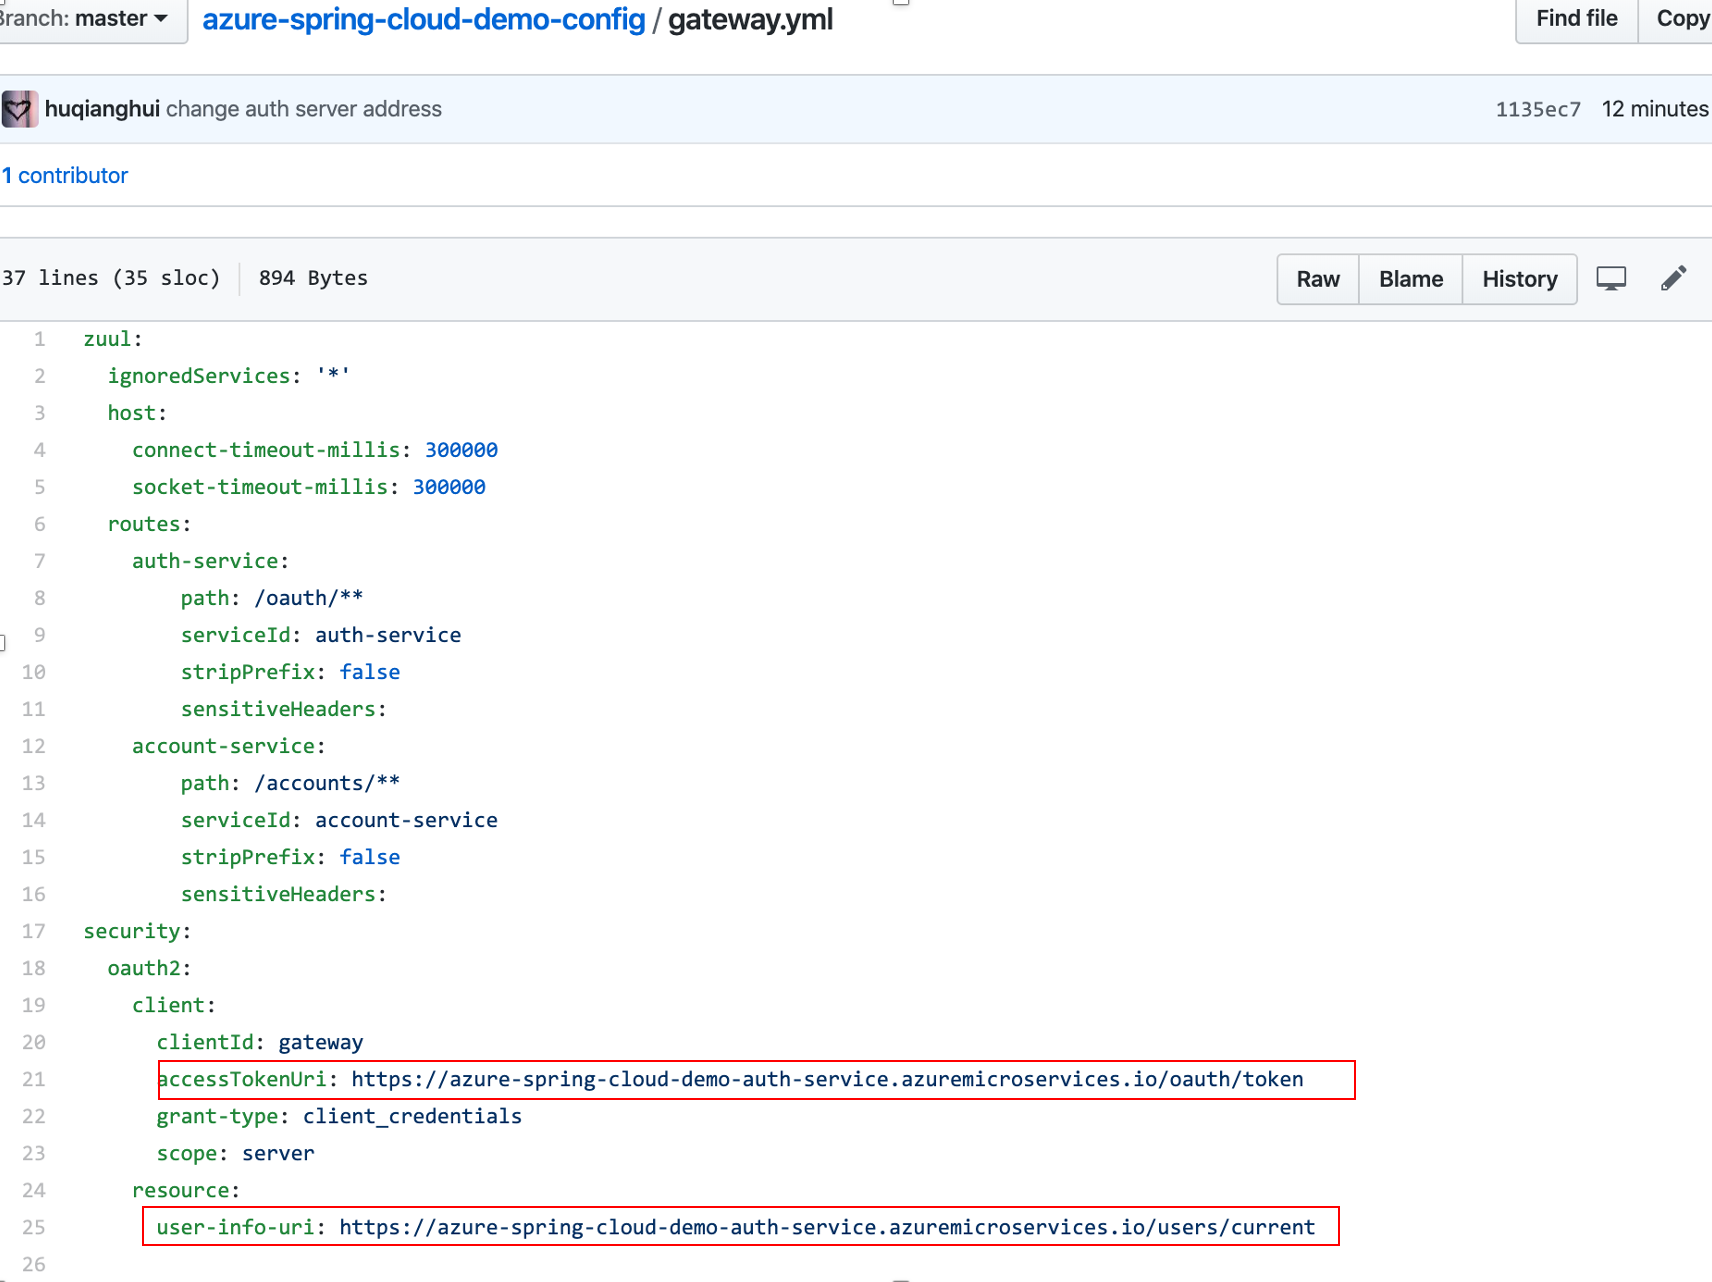 Branch: master
azure-spring-cloud-demo-config / gateway.yml
Find file
Copy
huqianghui change auth server address
1135ec7
12 minutes
1 contributor
37 lines (35 sloc)
894 Bytes
Raw
Blame
History
1 zuul:
2 ignoredServices: '*'
3 host:
4 connect-timeout-millis: 300000
5 socket-timeout-millis: 300000
6 routes:
7 auth-service:
8 path: /oauth/**
9 serviceId: auth-service
10 stripPrefix: false
11 sensitiveHeaders:
12 account-service:
13 path: /accounts/**
14 serviceId: account-service
15 stripPrefix: false
16 sensitiveHeaders:
17 security:
18 oauth2:
19 client:
20 clientId: gateway
21 accessTokenUri: https://azure-spring-cloud-demo-auth-service.azuremicroservices.io/oauth/token
22 grant-type: client_credentials
23 scope: server
24 resource:
25 user-info-uri: https://azure-spring-cloud-demo-auth-service.azuremicroservices.io/users/current
26